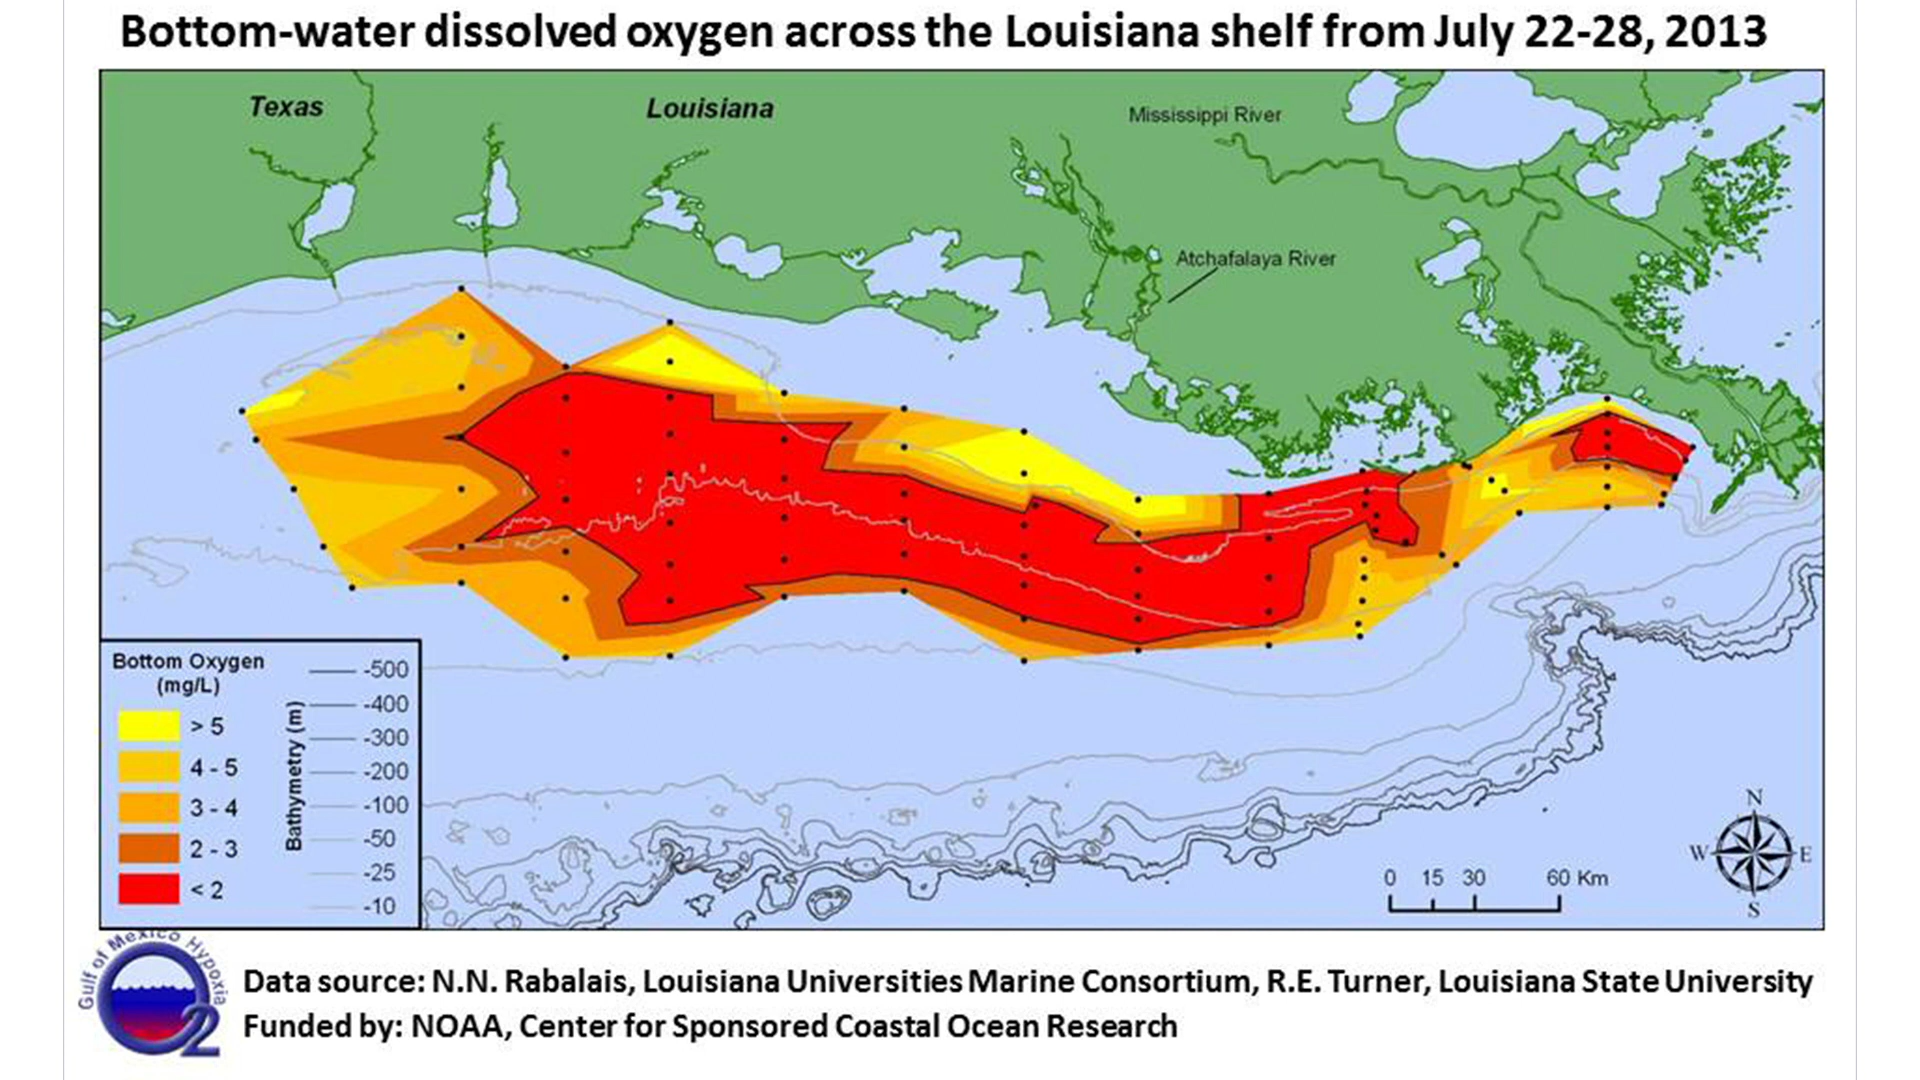 Bottom-water dissolved oxygen across the Louisiana shelf from July 22-28, 2013
Texas
Louisiana
Mississippi River
Atchafalaya River
Bottom Oxygen
(mg/L)
> 5
4 - 5
3 - 4
2 - 3
< 2
Bathymetry (m)
-500
-400
-300
-200
-100
-50
-25
-10
N
W
E
S
0 15 30 60 Km
Gulf of Mexico Hypoxia
O2
Data source: N.N. Rabalais, Louisiana Universities Marine Consortium, R.E. Turner, Louisiana State University
Funded by: NOAA, Center for Sponsored Coastal Ocean Research